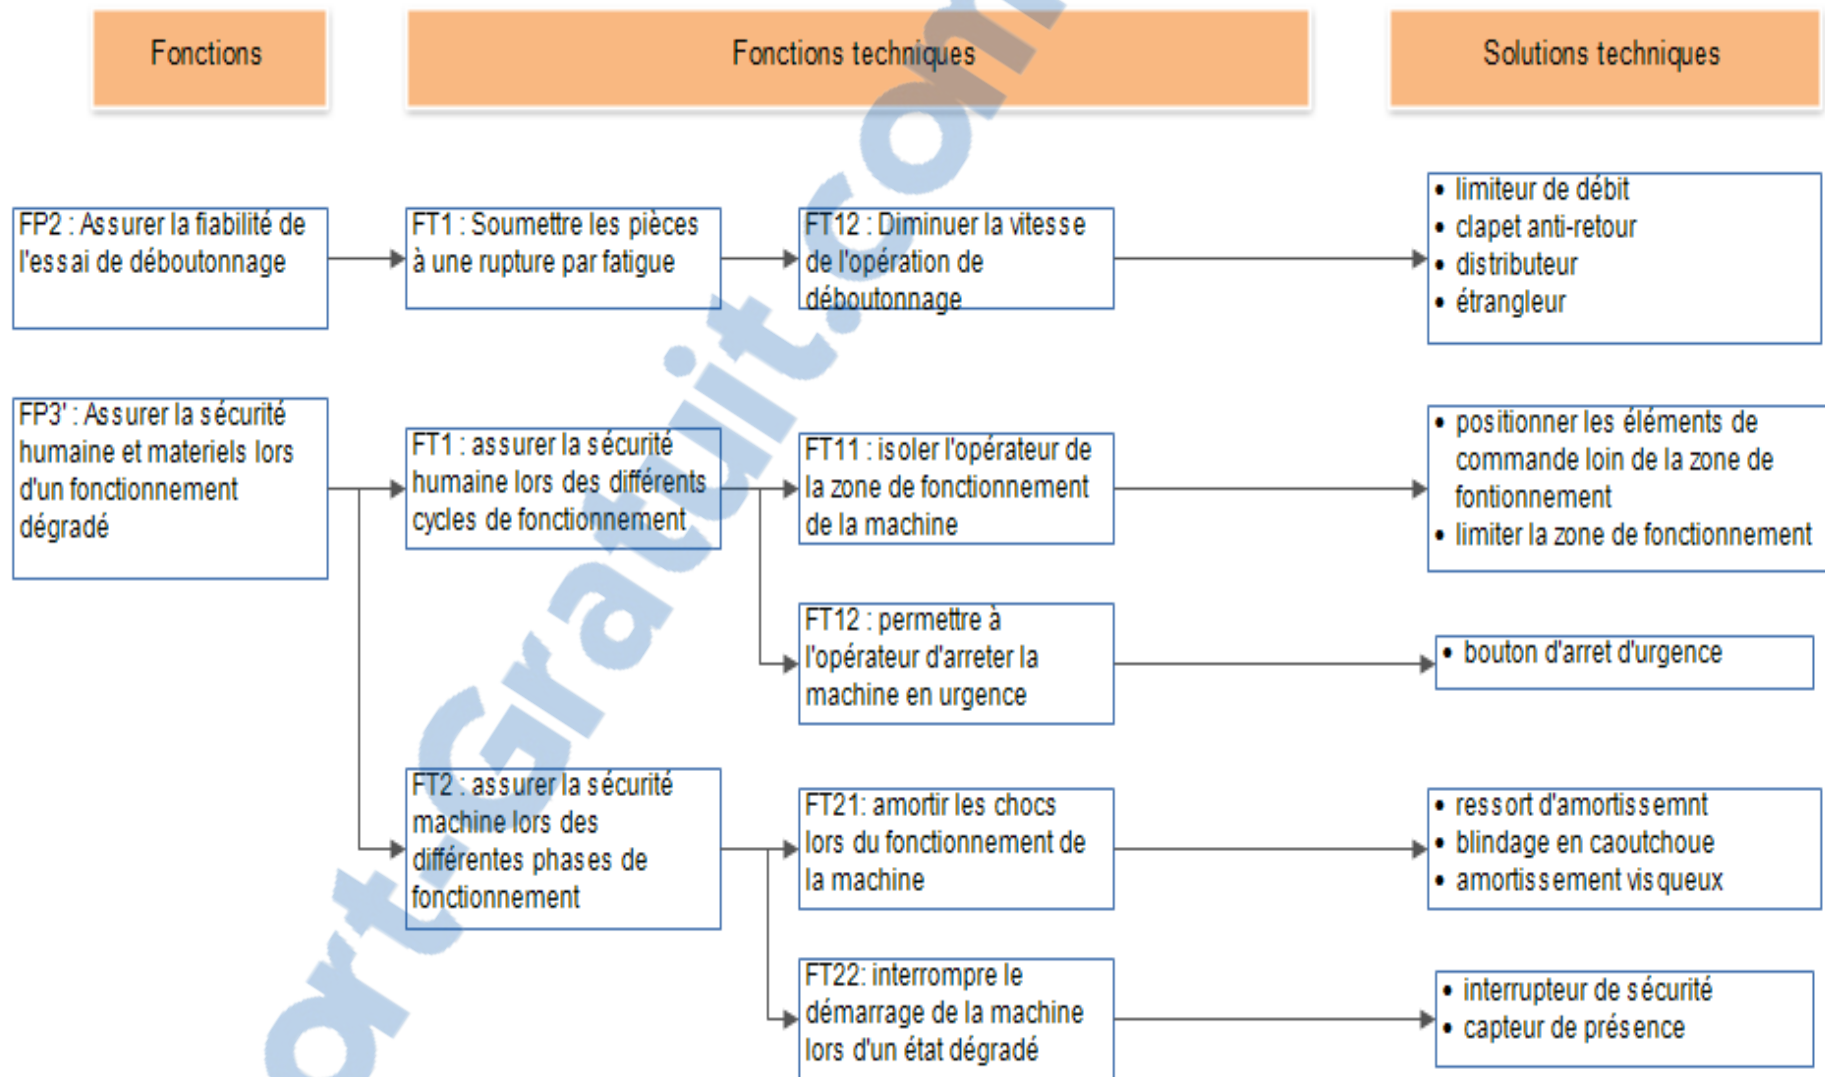 Fonctions
Fonctions techniques
Solutions techniques
FP2 : Assurer la fiabilité de
l'essai de déboutonnage
FT1 : Soumettre les pièces
à une rupture par fatigue
FT12 : Diminuer la vitesse
de l'opération de
déboutonnage
• limiteur de débit
• clapet anti-retour
• distributeur
• étrangleur
FP3' : Assurer la sécurité
humaine et materiels lors
d'un fonctionnement
dégradé
FT1 : assurer la sécurité
humaine lors des différents
cycles de fonctionnement
FT11 : isoler l'opérateur de
la zone de fonctionnement
de la machine
• positionner les éléments de
commande loin de la zone de
fontionnement
• limiter la zone de fonctionnement
FT12 : permettre à
l'opérateur d'arreter la
machine en urgence
• bouton d'arret d'urgence
FT2 : assurer la sécurité
machine lors des
différentes phases de
fonctionnement
FT21: amortir les chocs
lors du fonctionnement de
la machine
• ressort d'amortissemnt
• blindage en caoutchoue
• amortissement visqueux
FT22: interrompre le
démarrage de la machine
lors d'un état dégradé
• interrupteur de sécurité
• capteur de présence
ort-Gratuit.com